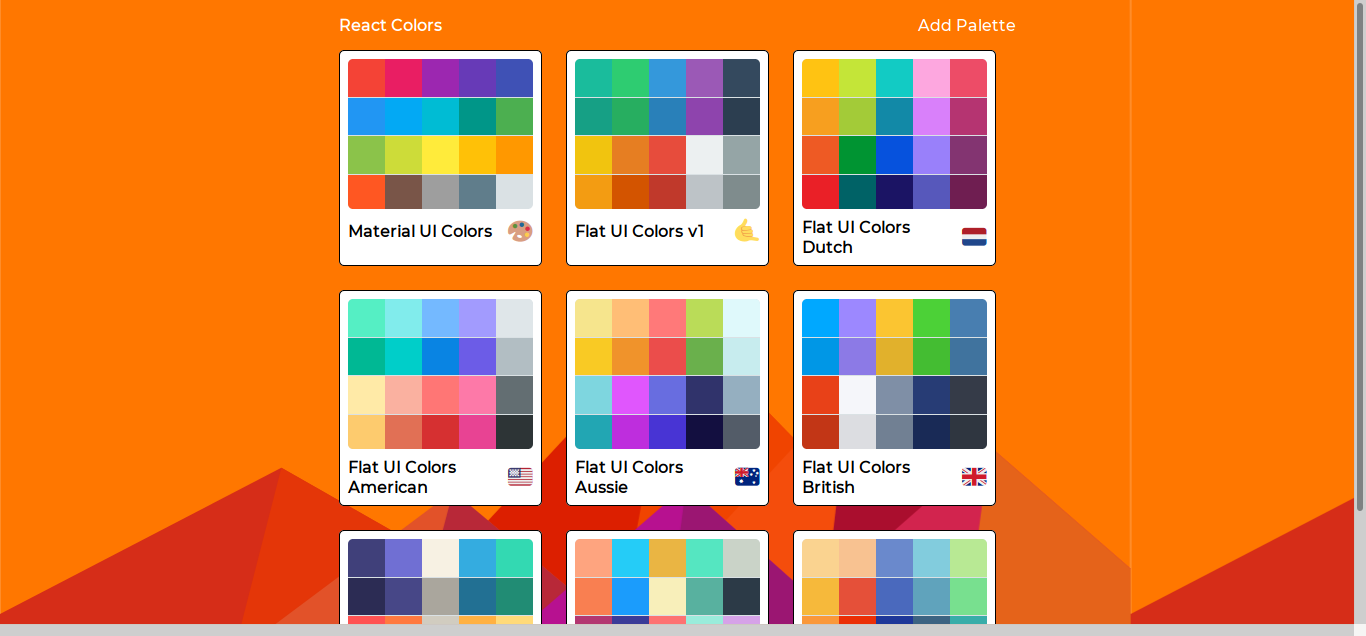 React Colors
Add Palette
Material UI Colors
Flat UI Colors v1
Flat UI Colors
Dutch
Flat UI Colors
American
Flat UI Colors
Aussie
Flat UI Colors
British